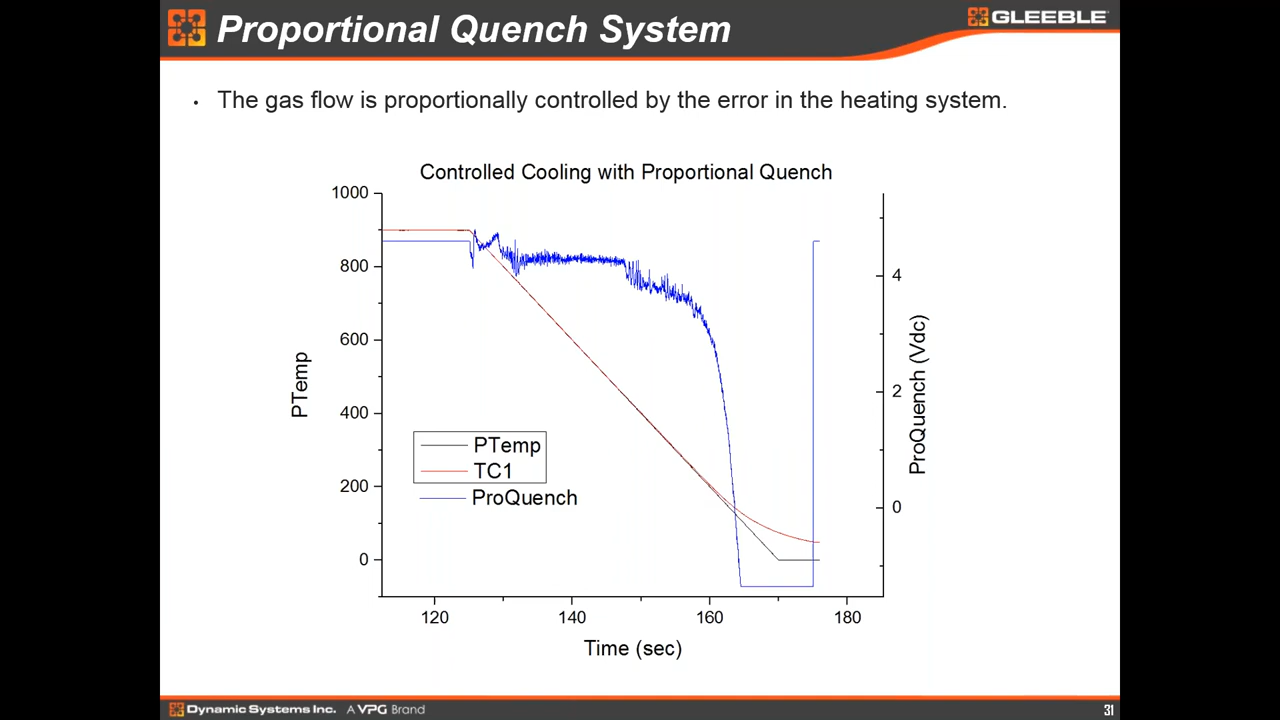 Proportional Quench System
GLEEBLE
• The gas flow is proportionally controlled by the error in the heating system.
Controlled Cooling with Proportional Quench
1000
800
600
400
200
0
PTemp
4
2
0
ProQuench (Vdc)
PTemp
TC1
ProQuench
120 140 160 180
Time (sec)
Dynamic Systems Inc. A VPG Brand
31